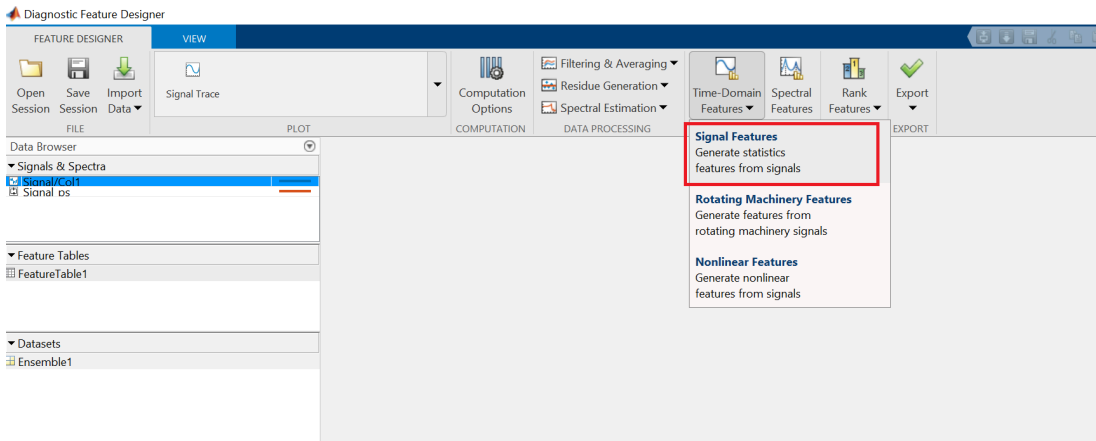 Diagnostic Feature Designer
FEATURE DESIGNER
VIEW
Open
Session
Save
Session
Import
Data
Signal Trace
Computation
Options
Filtering & Averaging
Residue Generation
Spectral Estimation
Time-Domain
Features
Spectral
Features
Rank
Features
Export
FILE
PLOT
COMPUTATION
DATA PROCESSING
EXPORT
Signal Features
Generate statistics
features from signals
Rotating Machinery Features
Generate features from
rotating machinery signals
Nonlinear Features
Generate nonlinear
features from signals
Data Browser
Signals & Spectra
Signal/Col1
Signal ps
Feature Tables
FeatureTable1
Datasets
Ensemble1